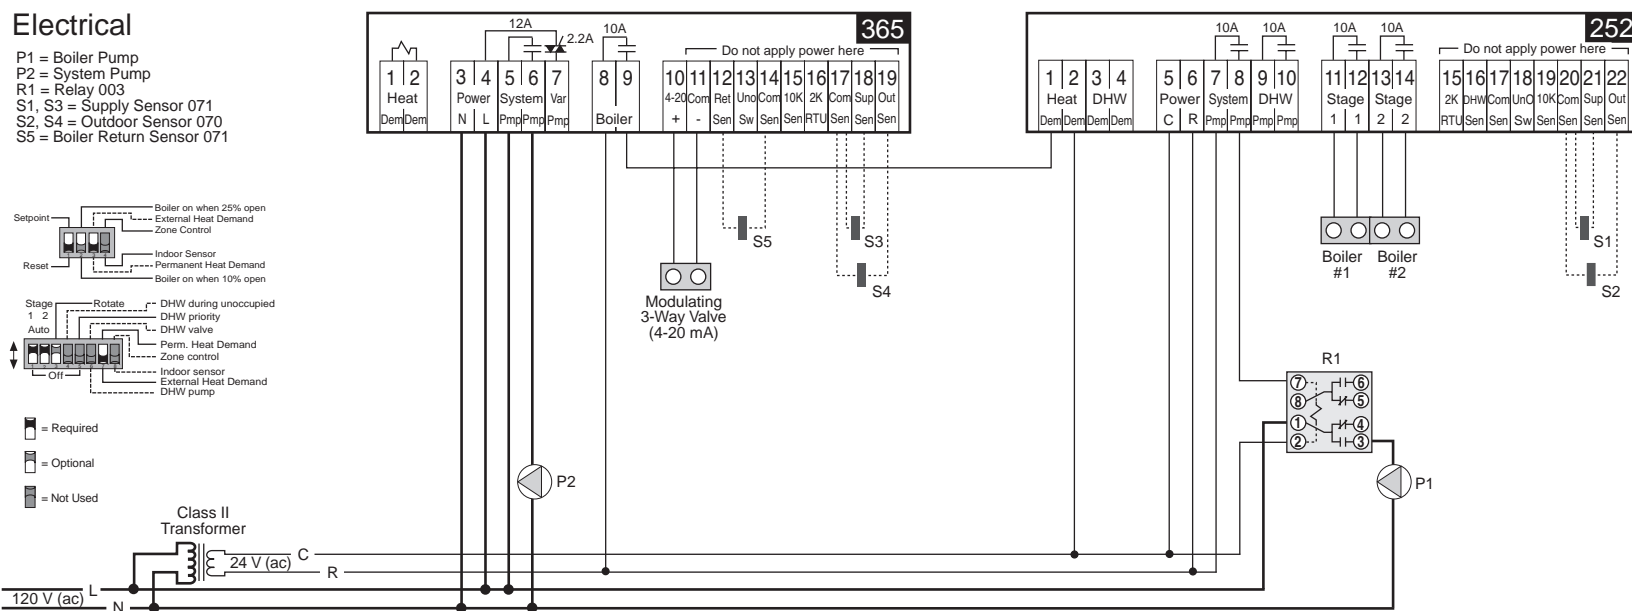 Electrical
P1 = Boiler Pump
P2 = System Pump
R1 = Relay 003
S1, S3 = Supply Sensor 071
S2, S4 = Outdoor Sensor 070
S5 = Boiler Return Sensor 071
365
12A
2.2A
10A
Do not apply power here
1 2 3 4 5 6 7 8 9 10 11 12 13 14 15 16 17 18 19
Heat Power System Var 4-20 Com Ret Uno Com 10K 2K Com Sup Out
Dem Dem N L Pmp Pmp Pmp Boiler + - Sen Sw Sen Sen RTU Sen Sen Sen
252
10A 10A 10A 10A
Do not apply power here
1 2 3 4 5 6 7 8 9 10 11 12 13 14 15 16 17 18 19 20 21 22
Heat DHW Power System DHW Stage Stage 2K DHW Com UnO 10K Com Sup Out
Dem Dem Dem Dem C R Pmp Pmp Pmp Pmp 1 1 2 2 RTU Sen Sen Sw Sen Sen Sen Sen
Setpoint
Reset
Boiler on when 25% open
External Heat Demand
Zone Control
Indoor Sensor
Permanent Heat Demand
Boiler on when 10% open
Stage
1 2
Auto
Rotate
Off
DHW during unoccupied
DHW priority
DHW valve
Perm. Heat Demand
Zone control
Indoor sensor
External Heat Demand
DHW pump
= Required
= Optional
= Not Used
S5
S3
S4
Modulating
3-Way Valve
(4-20 mA)
Boiler
#1
Boiler
#2
S1
S2
R1
7 6
8 5
1 4
2 3
P2
P1
Class II
Transformer
24 V (ac)
C
R
120 V (ac)
L
N